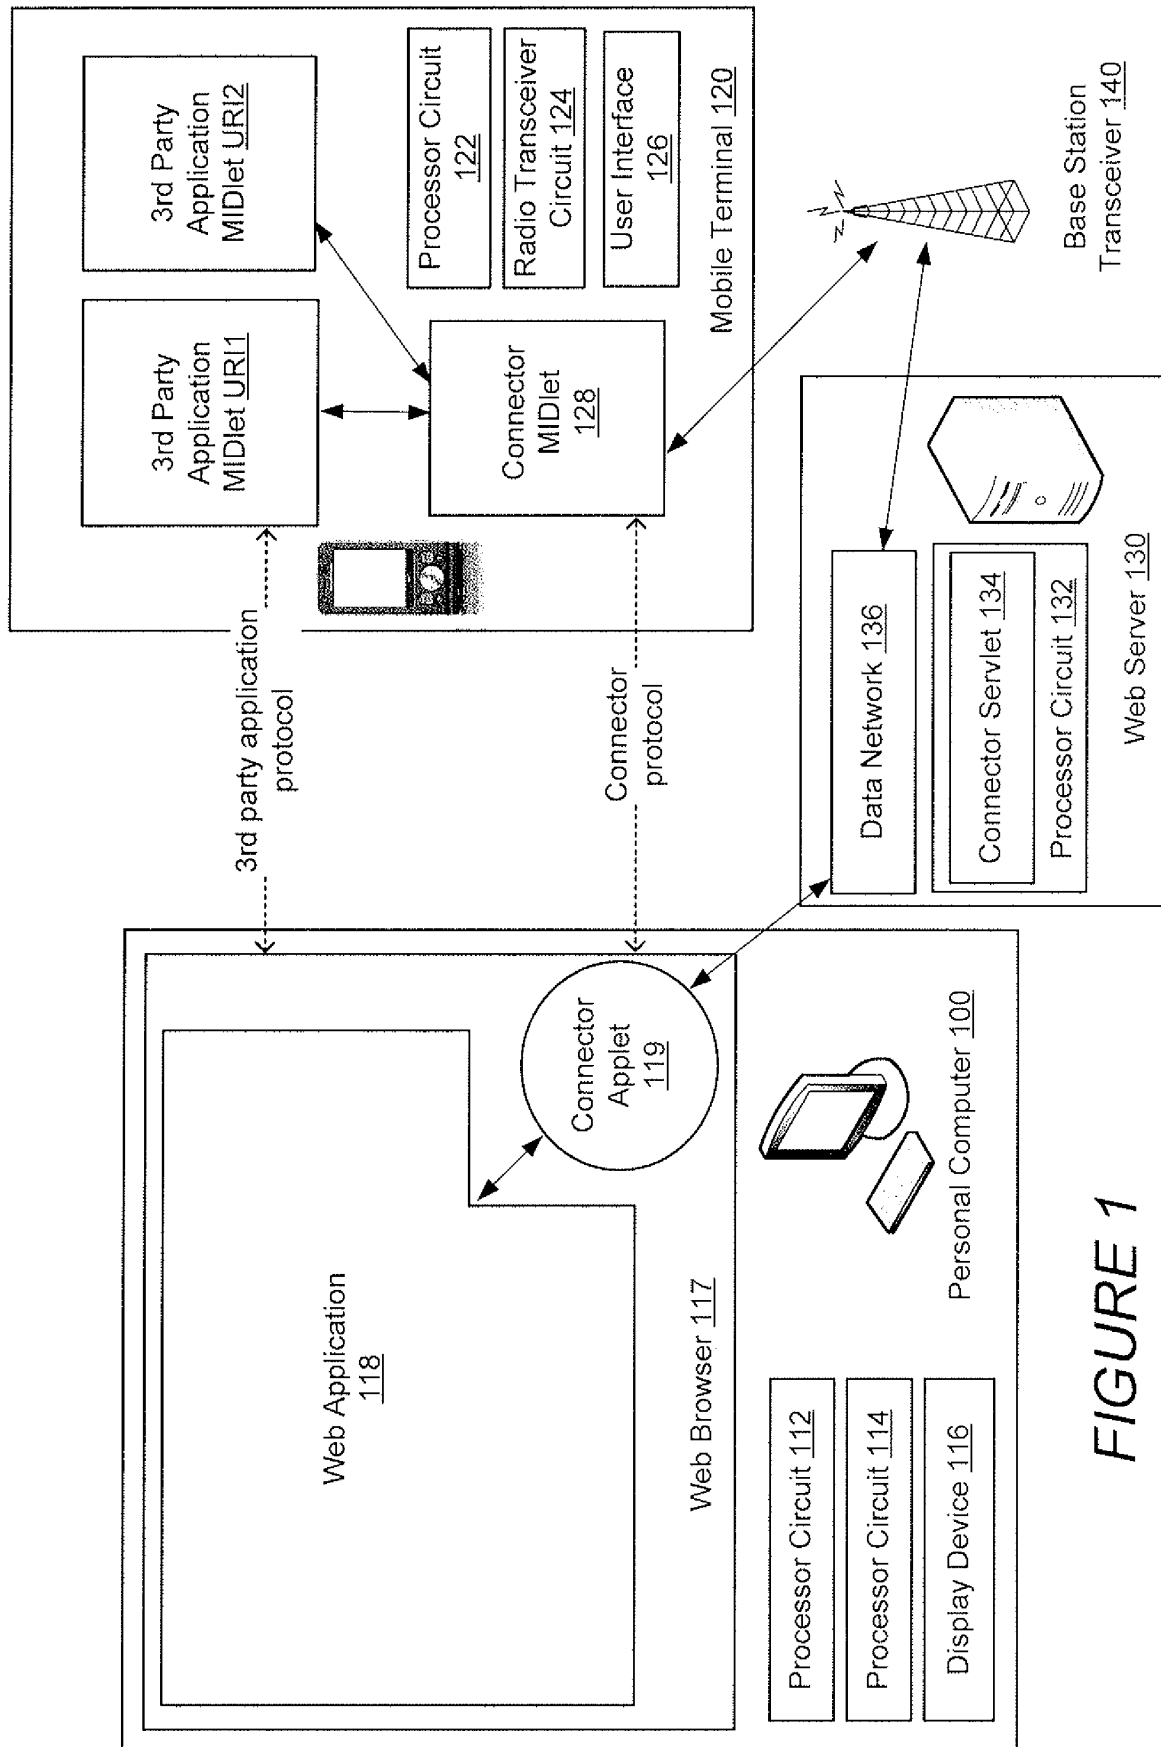 Web Application
118
Web Browser 117
Connector
Applet
119
Processor Circuit 112
Processor Circuit 114
Display Device 116
Personal Computer 100
3rd party application
protocol
Connector
protocol
3rd Party
Application
MIDlet URI1
3rd Party
Application
MIDlet URI2
Connector
MIDlet
128
Processor Circuit
122
Radio Transceiver
Circuit 124
User Interface
126
Mobile Terminal 120
Data Network 136
Connector Servlet 134
Processor Circuit 132
Web Server 130
Base Station
Transceiver 140
FIGURE 1